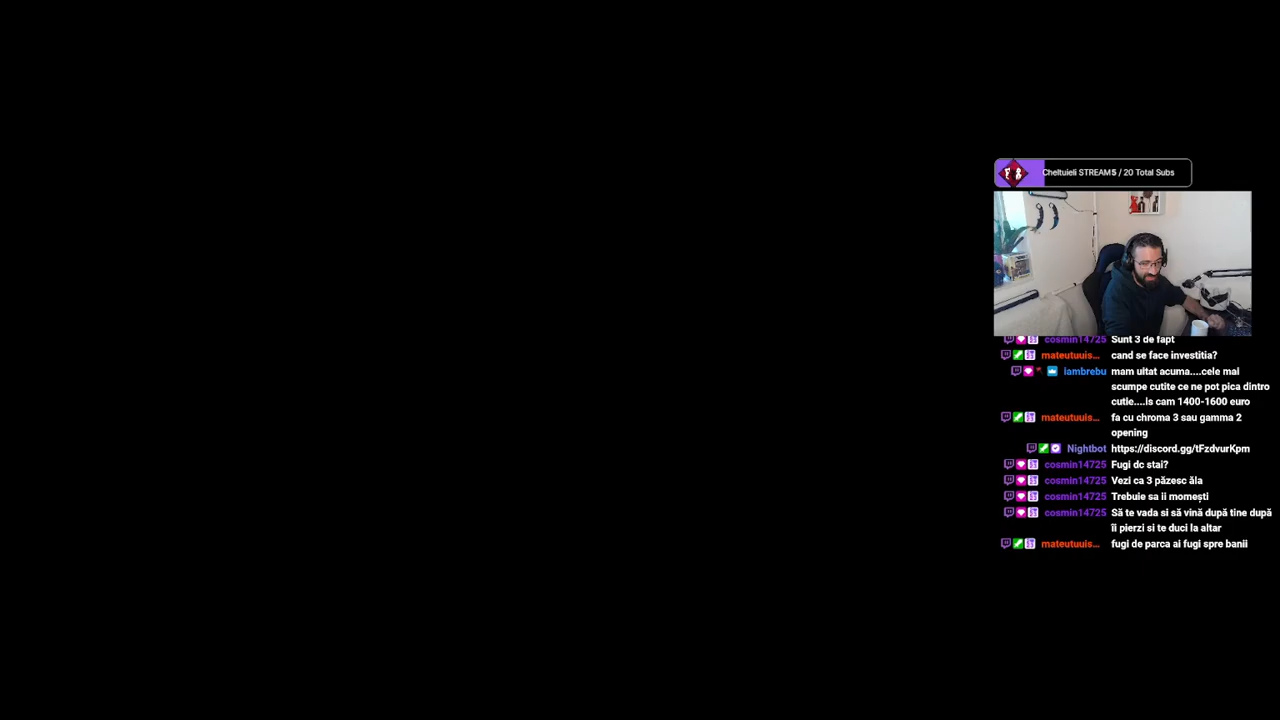 Cheltuieli STREAM 5 / 20 Total Subs
cosmin14725 Sunt 3 de fapt
mateutuuis... cand se face investitia?
iambrebu mam uitat acuma....cele mai
scumpe cutite ce ne pot pica dintro
cutie....is cam 1400-1600 euro
mateutuuis... fa cu chroma 3 sau gamma 2
opening
Nightbot https://discord.gg/tFzdvurKpm
cosmin14725 Fugi dc stai?
cosmin14725 Vezi ca 3 păzesc ăla
cosmin14725 Trebuie sa ii momești
cosmin14725 Să te vada si să vină după tine după
îi pierzi si te duci la altar
mateutuuis... fugi de parca ai fugi spre banii